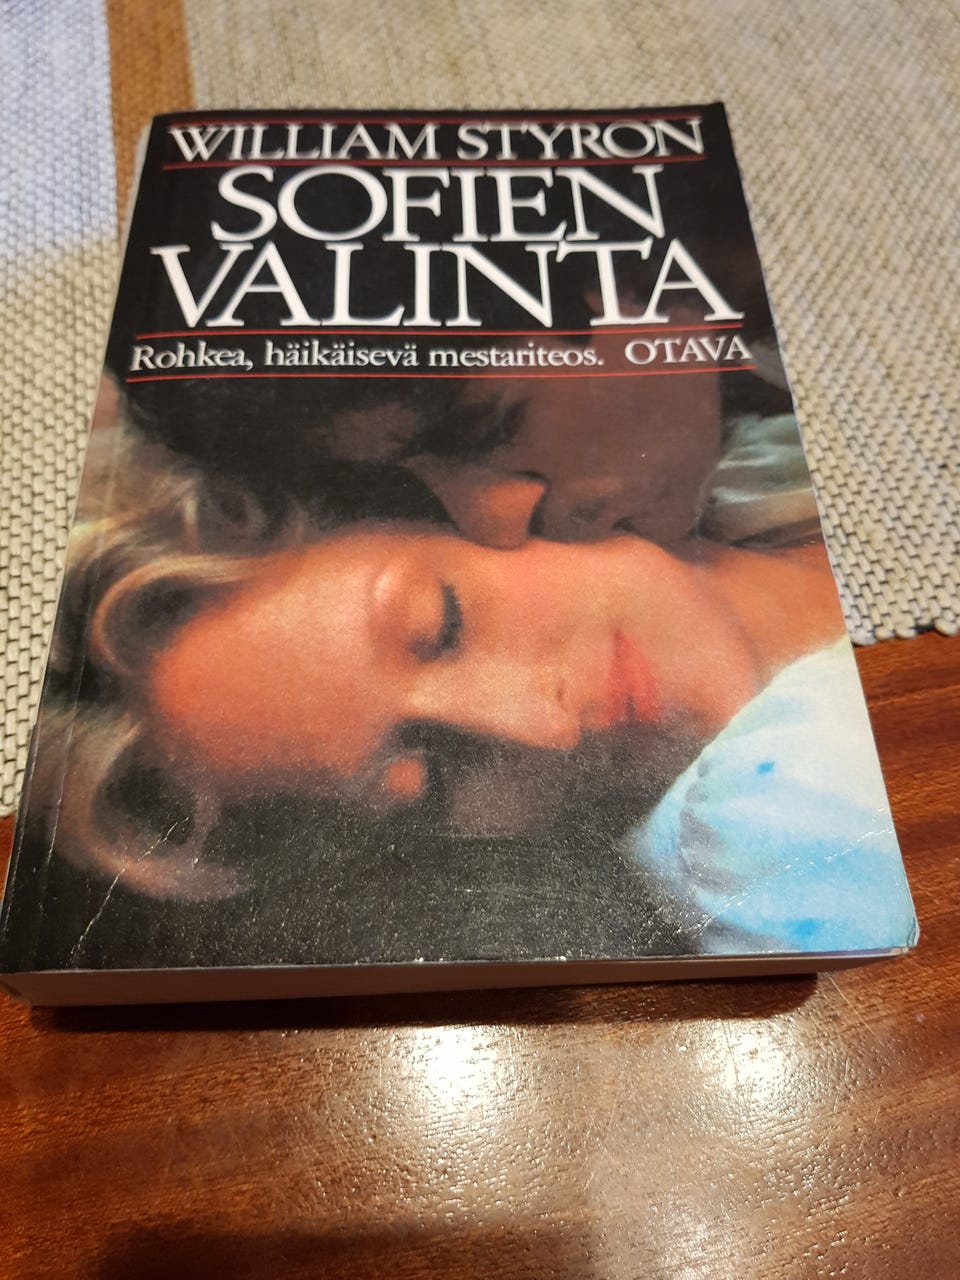 WILLIAM STYRON
SOFIEN
VALINTA
Rohkea, häikäisevä mestariteos. OTAVA